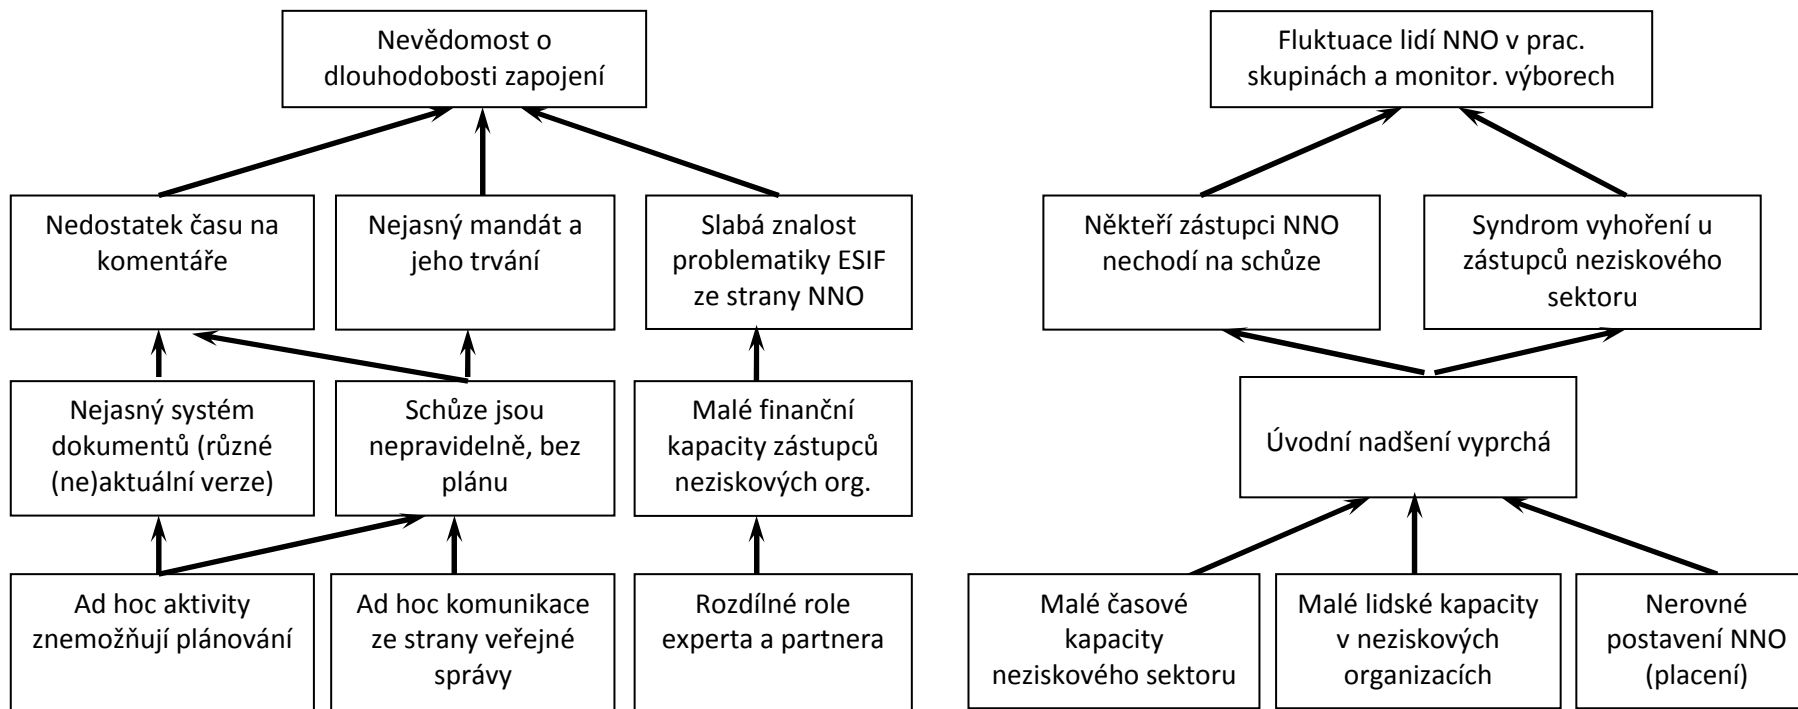 Nevědomost o
dlouhodobosti zapojení
Fluktuace lidí NNO v prac.
skupinách a monitor. výborech
Nedostatek času na
komentáře
Nejasný mandát a
jeho trvání
Slabá znalost
problematiky ESIF
ze strany NNO
Někteří zástupci NNO
nechodí na schůze
Syndrom vyhoření u
zástupců neziskového
sektoru
Nejasný systém
dokumentů (různé
(ne)aktuální verze)
Schůze jsou
nepravidelně, bez
plánu
Malé finanční
kapacity zástupců
neziskových org.
Úvodní nadšení vyprchá
Ad hoc aktivity
znemožňují plánování
Ad hoc komunikace
ze strany veřejné
správy
Rozdílné role
experta a partnera
Malé časové
kapacity
neziskového sektoru
Malé lidské kapacity
v neziskových
organizacích
Nerovné
postavení NNO
(placení)